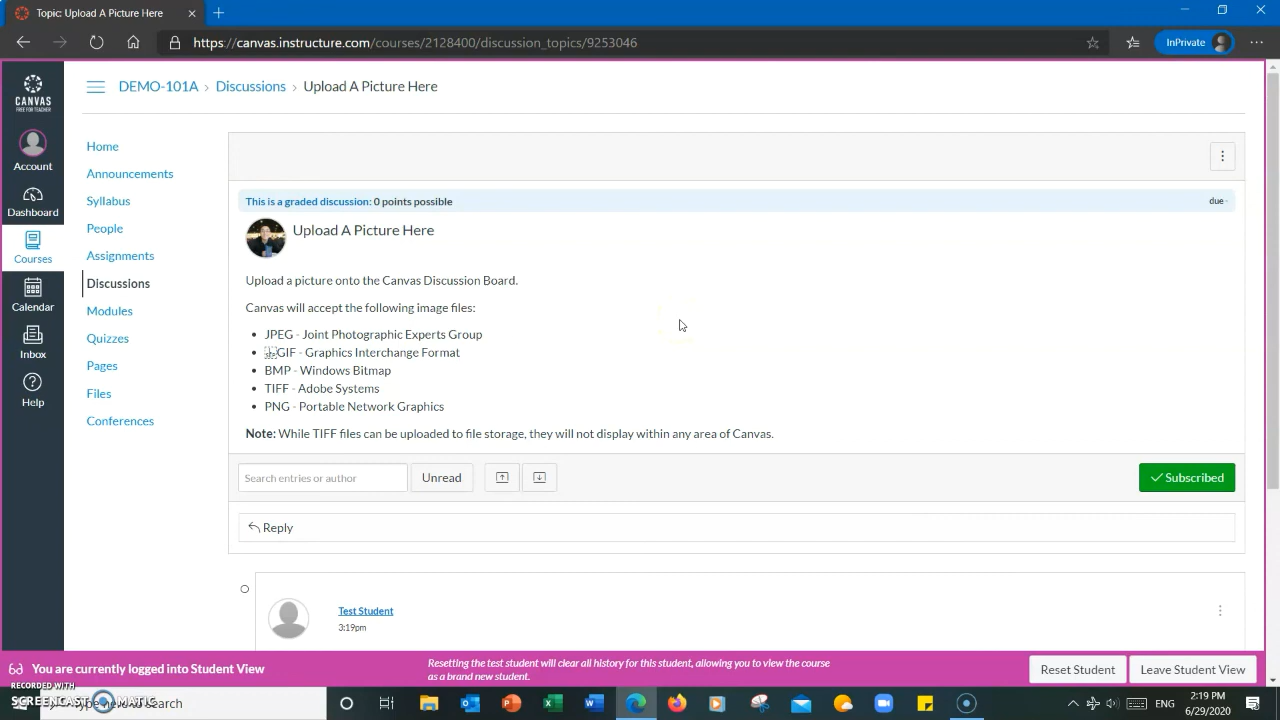 Topic: Upload A Picture Here
https://canvas.instructure.com/courses/2128400/discussion_topics/9253046
InPrivate
CANVAS
FREE FOR TEACHER
DEMO-101A > Discussions > Upload A Picture Here
Account
Dashboard
Courses
Calendar
Inbox
Help
Home
Announcements
Syllabus
People
Assignments
Discussions
Modules
Quizzes
Pages
Files
Conferences
This is a graded discussion: 0 points possible
due -
Upload A Picture Here
Upload a picture onto the Canvas Discussion Board.
Canvas will accept the following image files:
JPEG - Joint Photographic Experts Group
GIF - Graphics Interchange Format
BMP - Windows Bitmap
TIFF - Adobe Systems
PNG - Portable Network Graphics
Note: While TIFF files can be uploaded to file storage, they will not display within any area of Canvas.
Search entries or author
Unread
Subscribed
Reply
Test Student
3:19pm
You are currently logged into Student View
Resetting the test student will clear all history for this student, allowing you to view the course
as a brand new student.
Reset Student
Leave Student View
RECORDED WITH
SCREENCAST MATIC
here to search
ENG
2:19 PM
6/29/2020